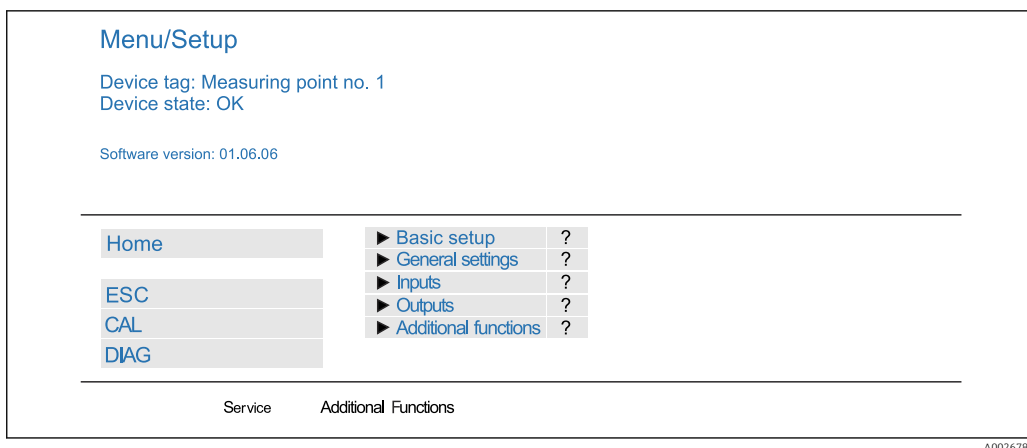 Menu/Setup
Device tag: Measuring point no. 1
Device state: OK
Software version: 01.06.06
Home
ESC
CAL
DIAG
► Basic setup ?
► General settings ?
► Inputs ?
► Outputs ?
► Additional functions ?
Service Additional Functions